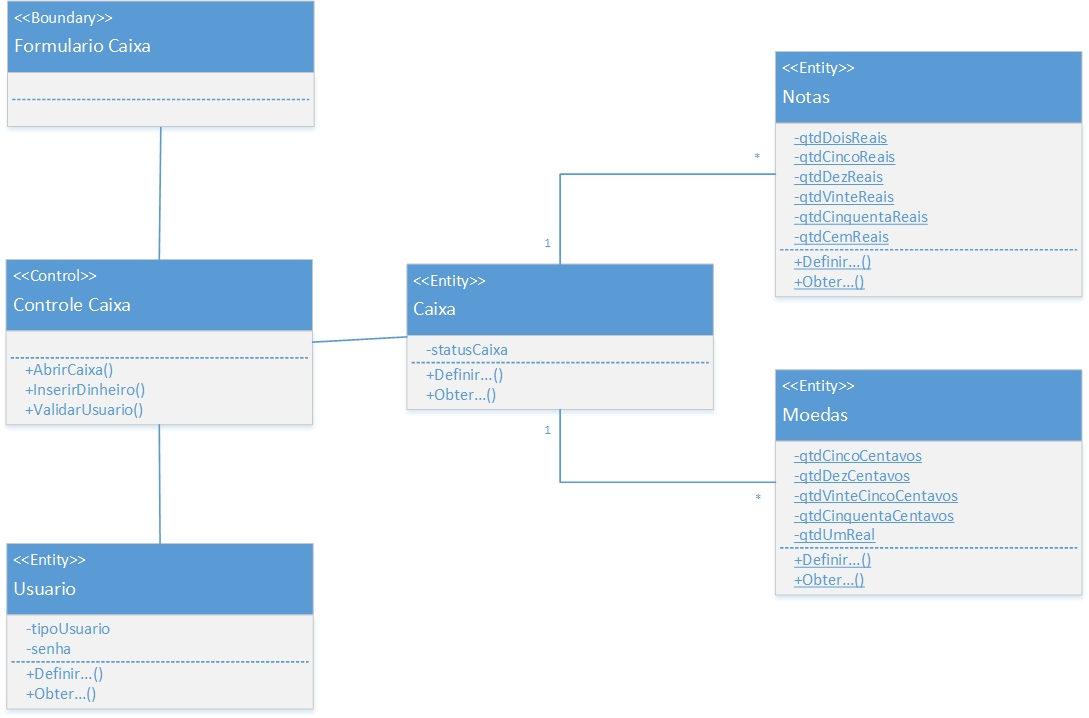 <<Boundary>>
Formulario Caixa
<<Control>>
Controle Caixa
+AbrirCaixa()
+InserirDinheiro()
+ValidarUsuario()
<<Entity>>
Usuario
-tipoUsuario
-senha
+Definir...()
+Obter...()
<<Entity>>
Caixa
-statusCaixa
+Definir...()
+Obter...()
1
*
1
*
<<Entity>>
Notas
-qtdDoisReais
-qtdCincoReais
-qtdDezReais
-qtdVinteReais
-qtdCinquentaReais
-qtdCemReais
+Definir...()
+Obter...()
<<Entity>>
Moedas
-qtdCincoCentavos
-qtdDezCentavos
-qtdVinteCincoCentavos
-qtdCinquentaCentavos
-qtdUmReal
+Definir...()
+Obter...()